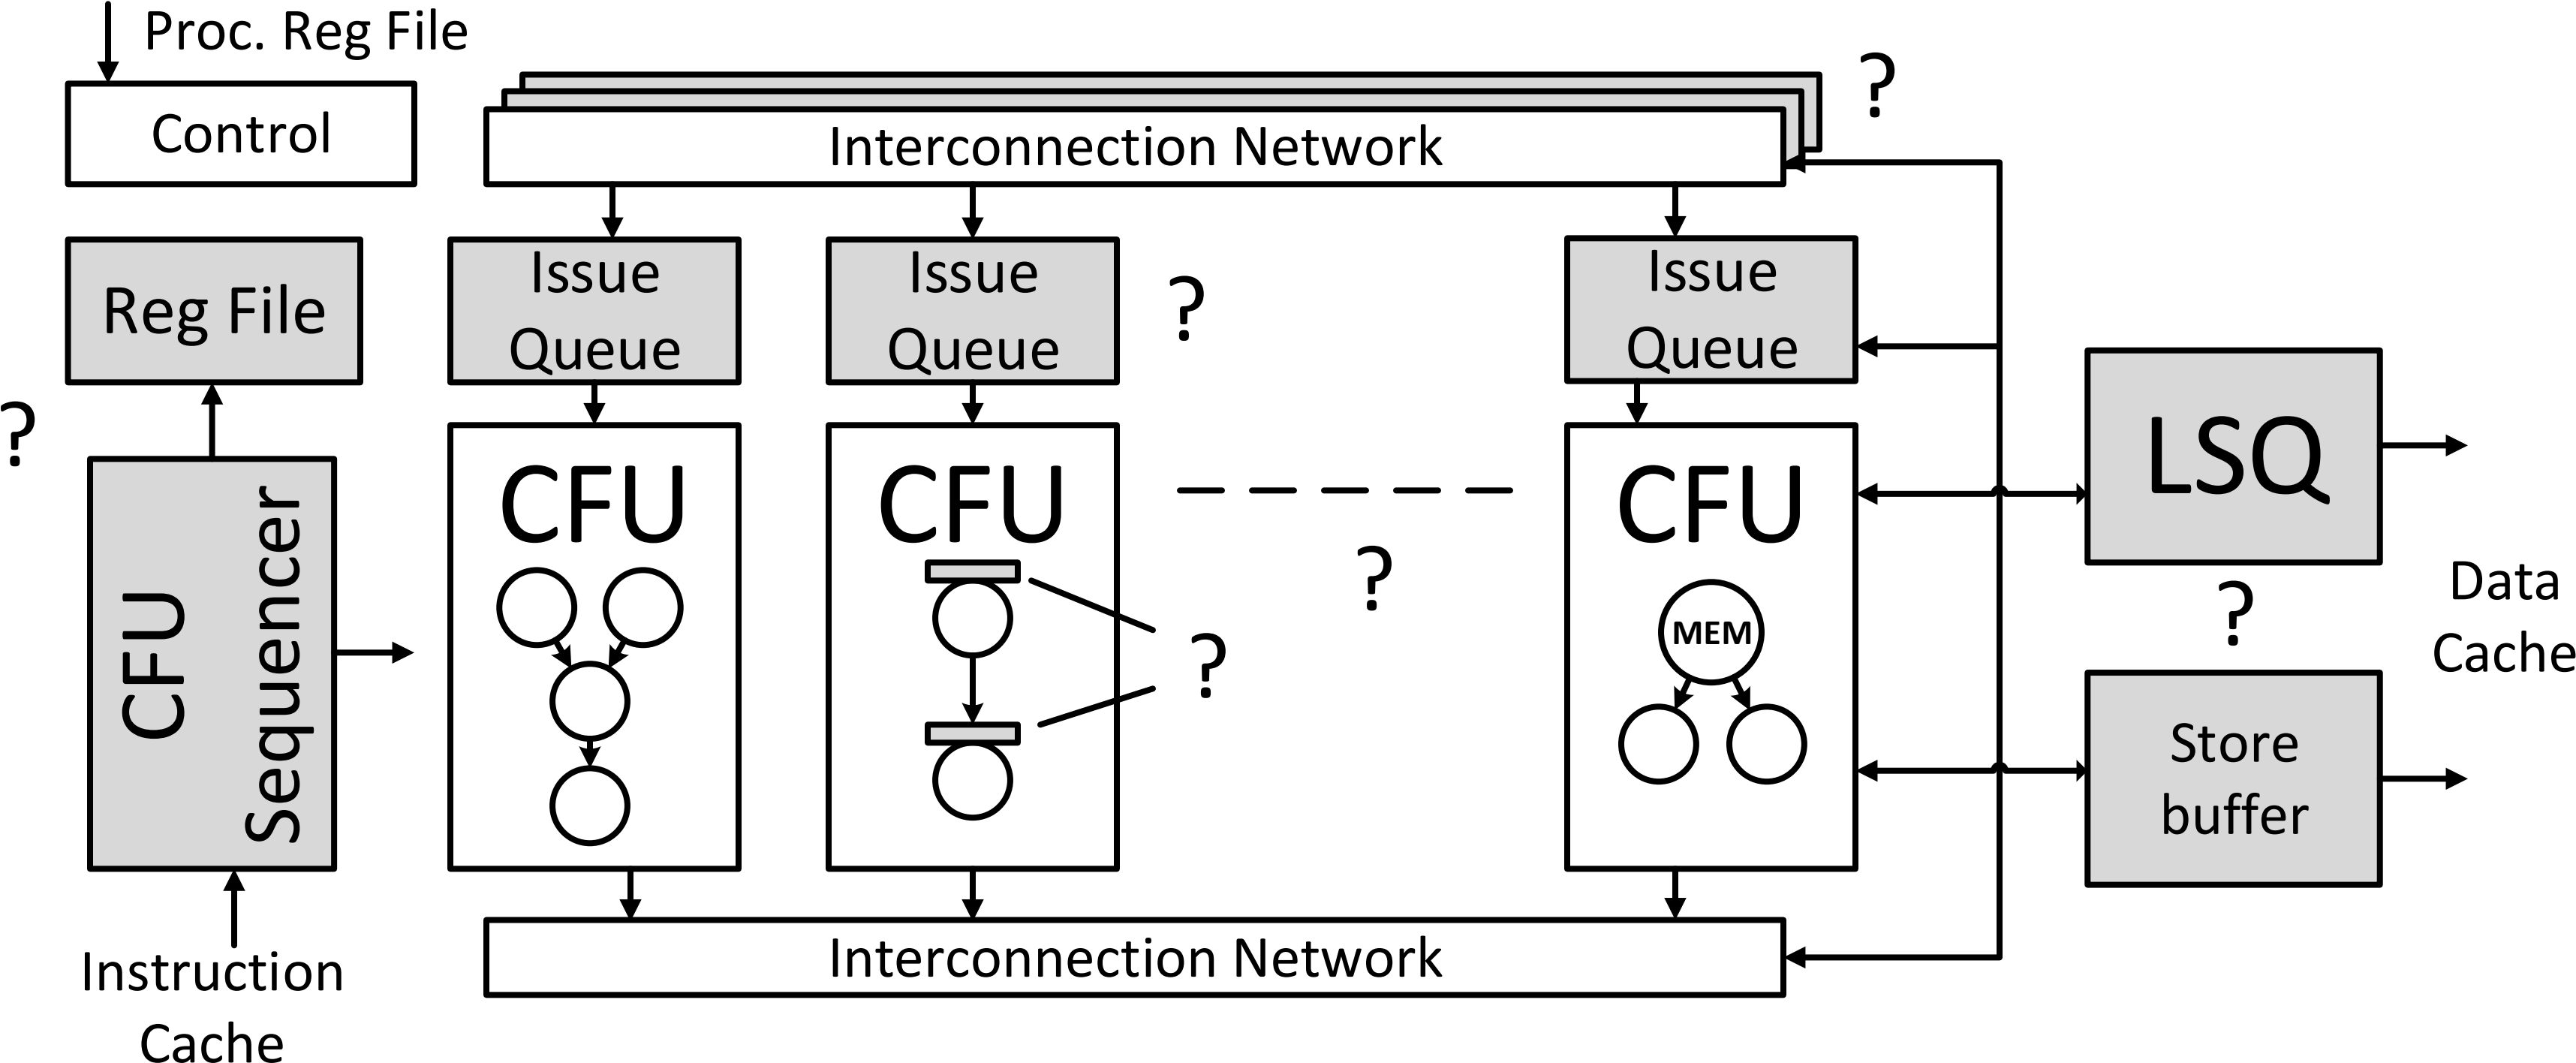 Proc. Reg File
Control
Interconnection Network
?
Reg File
Issue
Queue
Issue
Queue
?
Issue
Queue
?
CFU
Sequencer
CFU
CFU
?
?
CFU
MEM
LSQ
?
Store
buffer
Data
Cache
Interconnection Network
Instruction
Cache